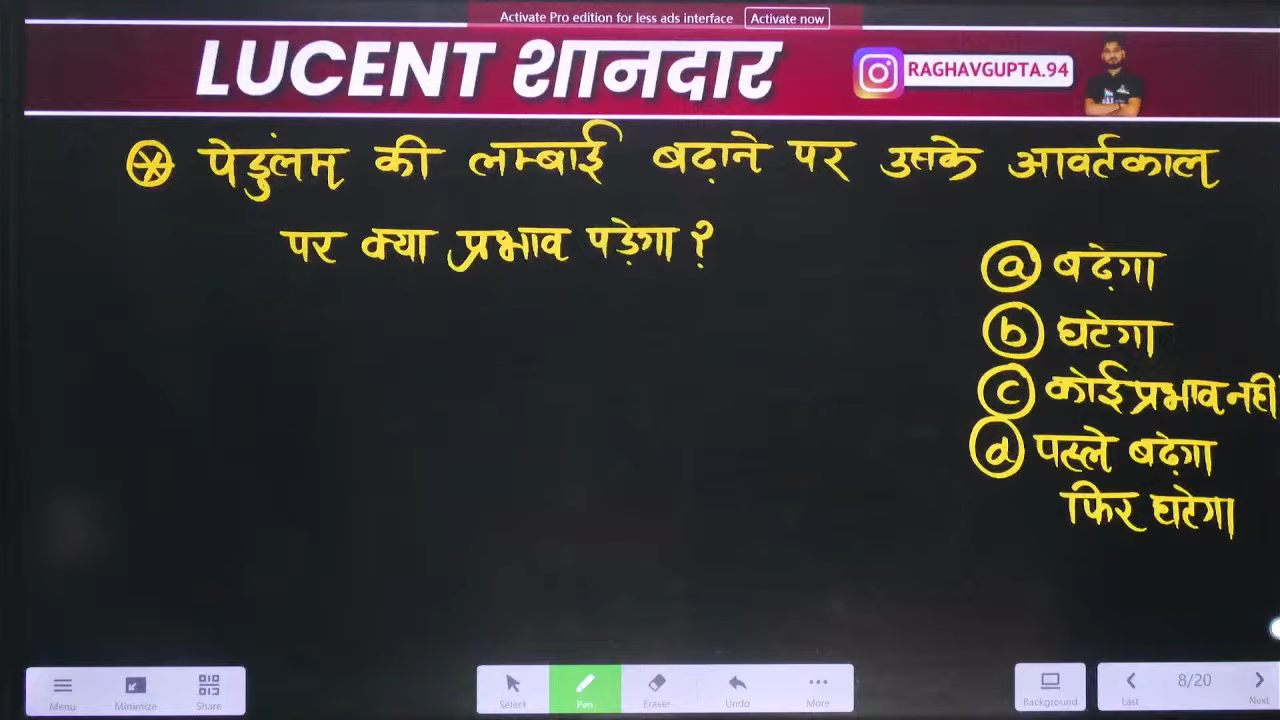 Activate Pro edition for less ads interface Activate now
LUCENT शानदार
RAGHAVGUPTA.94
पेडुलंम की लम्बाई बढ़ाने पर उसके आवर्तकाल
पर क्या प्रभाव पड़ेगा ?
a बढ़ेगा
b घटेगा
c कोई प्रभाव नही
d पहले बढ़ेगा
फिर घटेगा
Menu Minimize Share Select Pen Eraser Undo More Background Last 8/20 Next